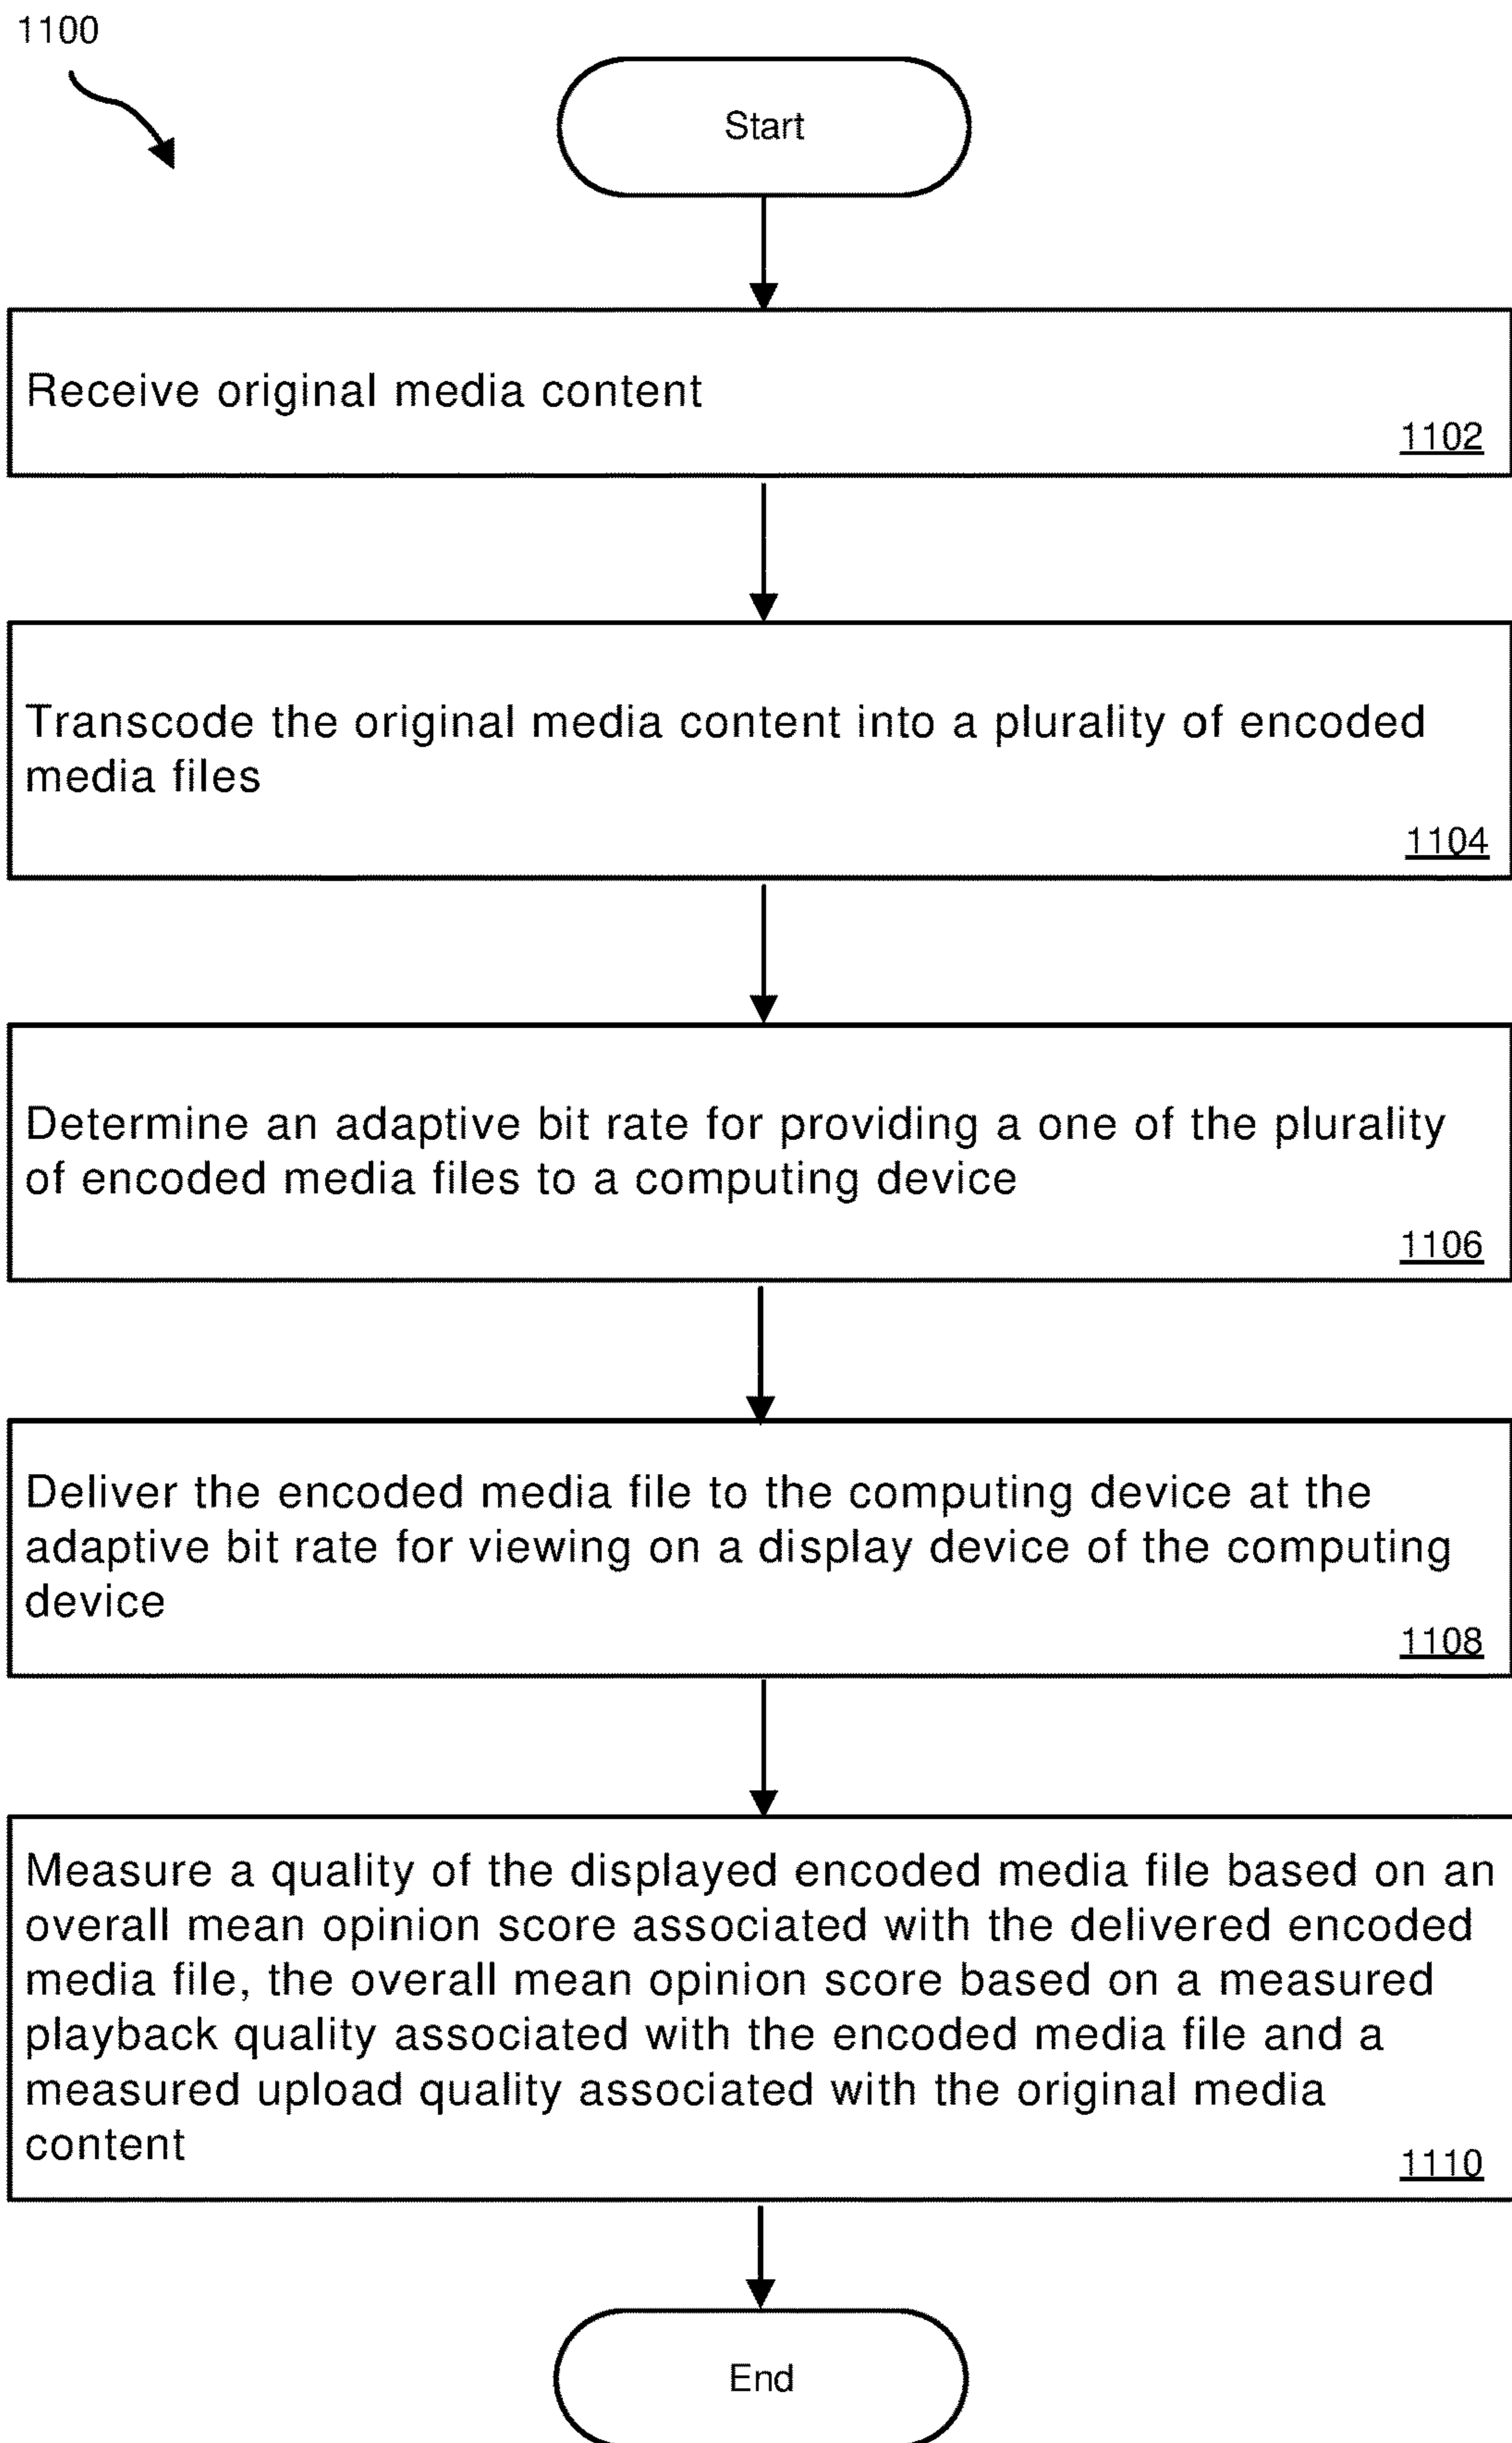 1100
Start
Receive original media content
1102
Transcode the original media content into a plurality of encoded
media files
1104
Determine an adaptive bit rate for providing a one of the plurality
of encoded media files to a computing device
1106
Deliver the encoded media file to the computing device at the
adaptive bit rate for viewing on a display device of the computing
device
1108
Measure a quality of the displayed encoded media file based on an
overall mean opinion score associated with the delivered encoded
media file, the overall mean opinion score based on a measured
playback quality associated with the encoded media file and a
measured upload quality associated with the original media
content
1110
End